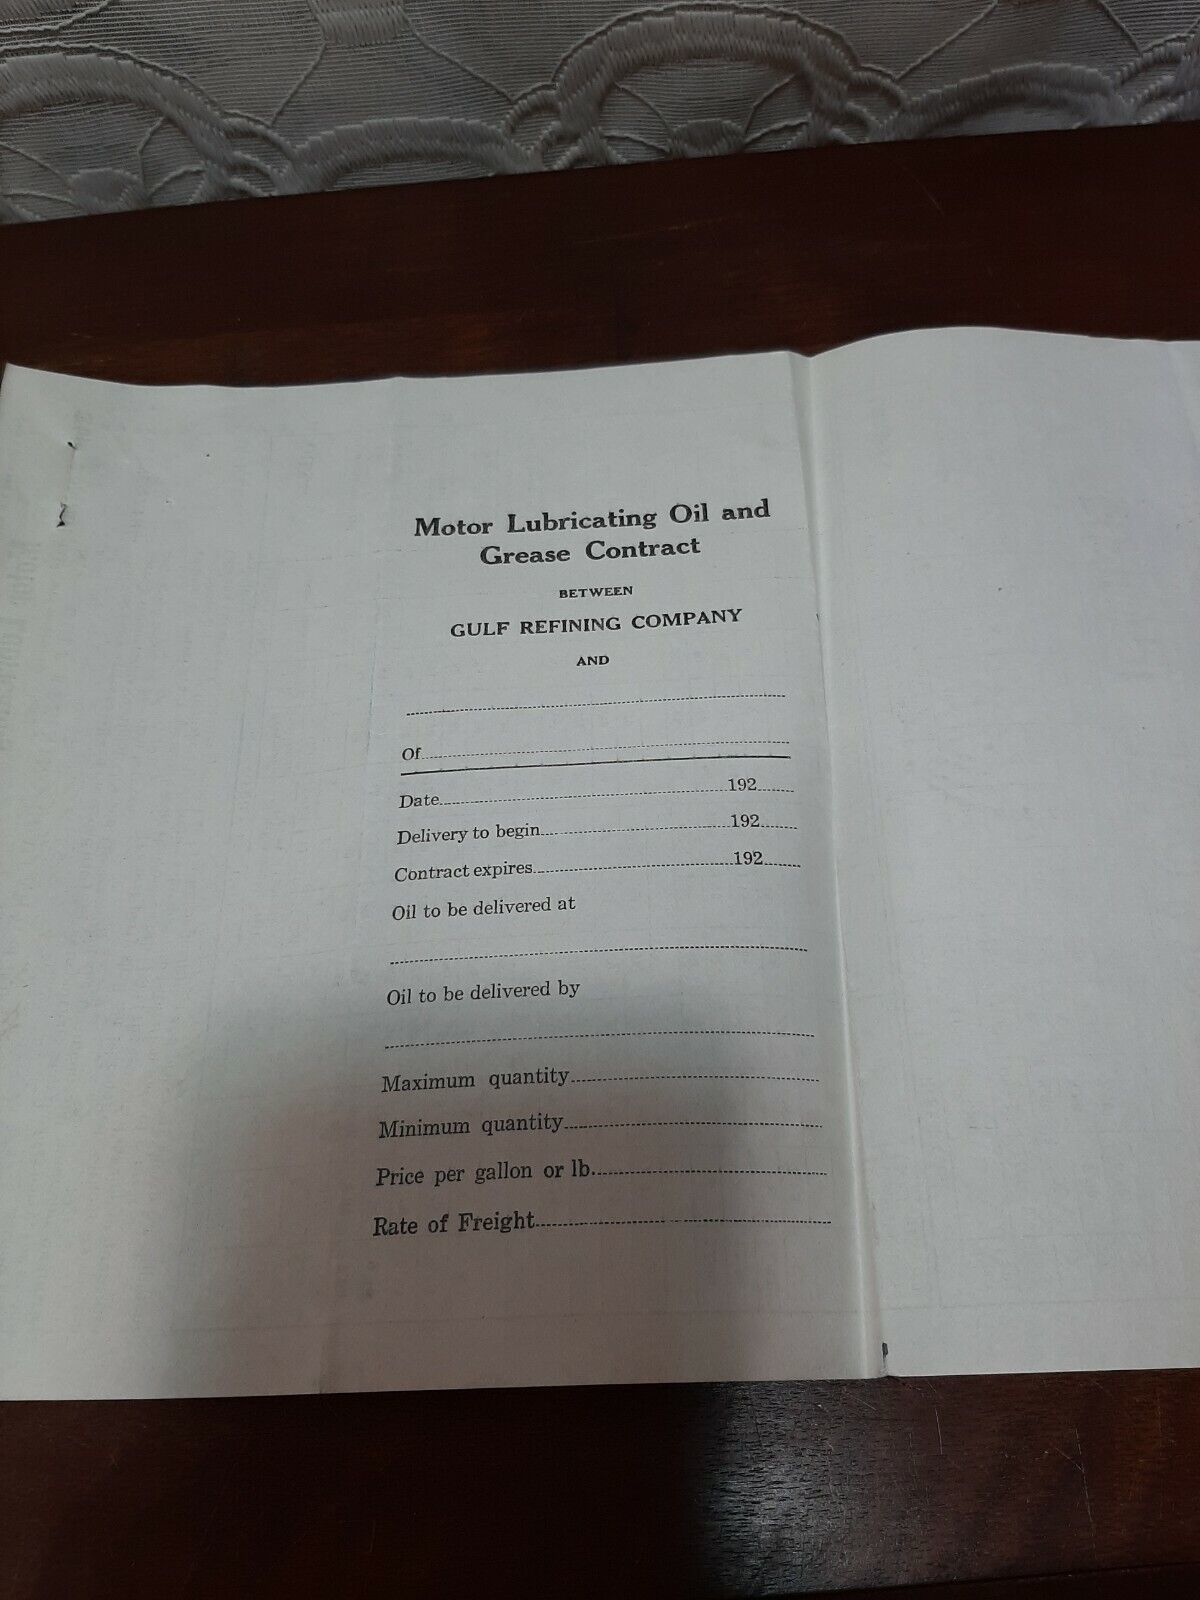 Motor Lubricating Oil and
Grease Contract
BETWEEN
GULF REFINING COMPANY
AND
Of
Date 192
Delivery to begin 192
Contract expires 192
Oil to be delivered at
Oil to be delivered by
Maximum quantity
Minimum quantity
Price per gallon or lb.
Rate of Freight